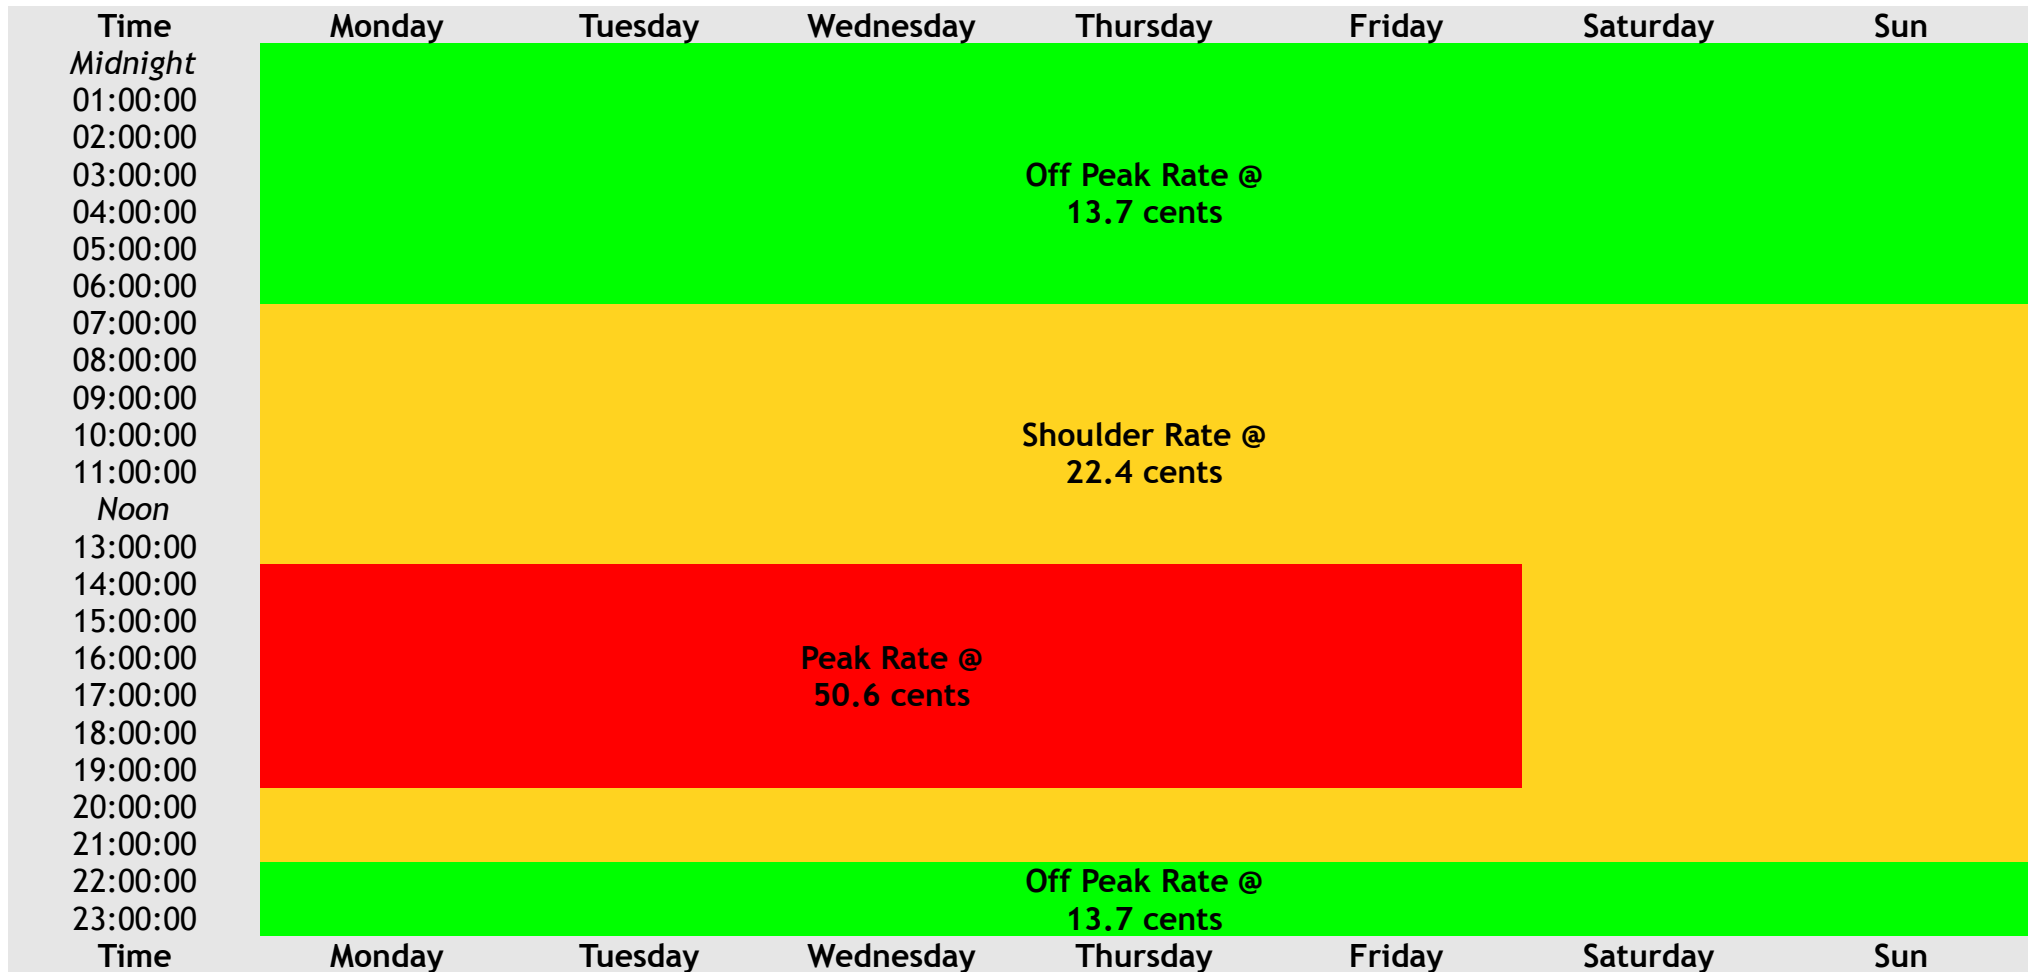 Time Monday Tuesday Wednesday Thursday Friday Saturday Sun
Midnight
01:00:00
02:00:00
03:00:00 Off Peak Rate @
04:00:00 13.7 cents
05:00:00
06:00:00
07:00:00
08:00:00
09:00:00
10:00:00 Shoulder Rate @
11:00:00 22.4 cents
Noon
13:00:00
14:00:00
15:00:00
16:00:00 Peak Rate @
17:00:00 50.6 cents
18:00:00
19:00:00
20:00:00
21:00:00
22:00:00 Off Peak Rate @
23:00:00 13.7 cents
Time Monday Tuesday Wednesday Thursday Friday Saturday Sun